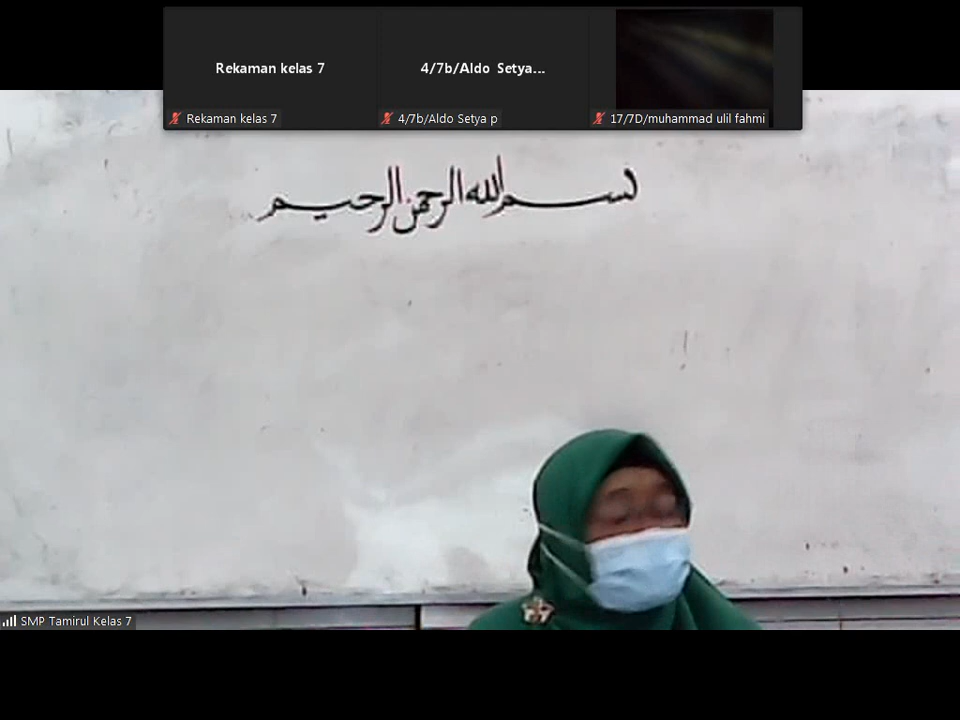 Rekaman kelas 7
4/7b/Aldo Setya...
Rekaman kelas 7
4/7b/Aldo Setya p
17/7D/muhammad ulil fahmi
بسم الله الرحمن الرحيم
SMP Tamirul Kelas 7